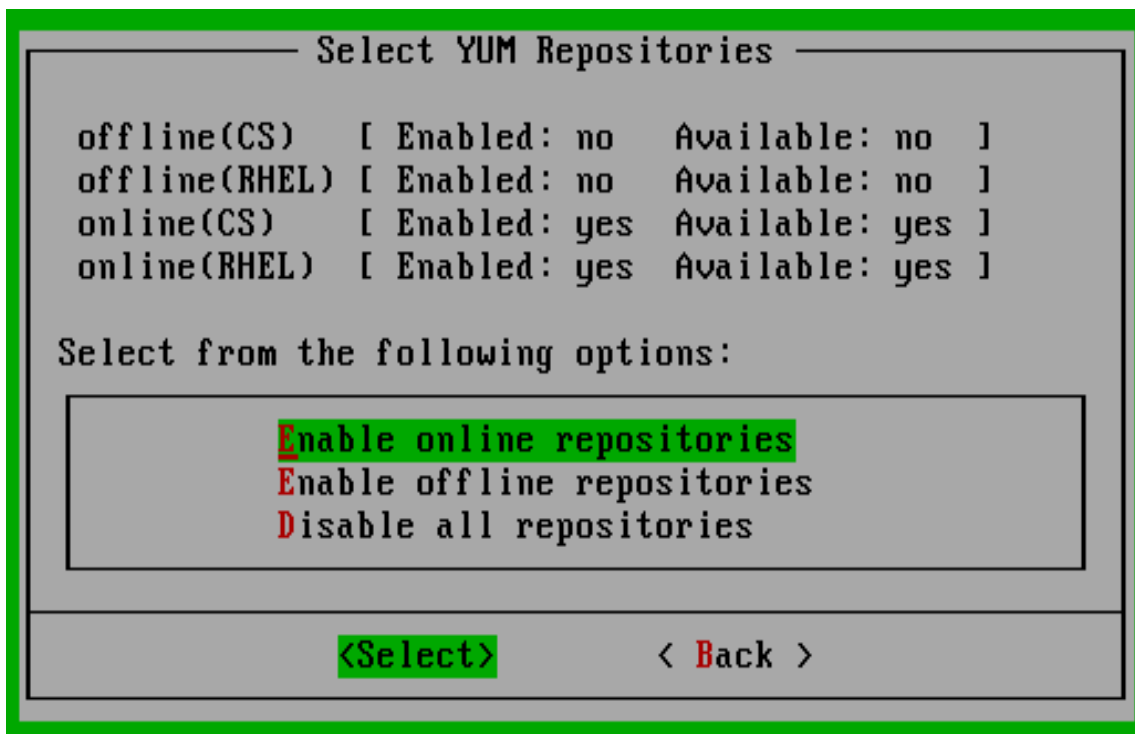 Select YUM Repositories
offline(CS) [ Enabled: no Available: no ]
offline(RHEL) [ Enabled: no Available: no ]
online(CS) [ Enabled: yes Available: yes ]
online(RHEL) [ Enabled: yes Available: yes ]
Select from the following options:
Enable online repositories
Enable offline repositories
Disable all repositories
<Select> < Back >